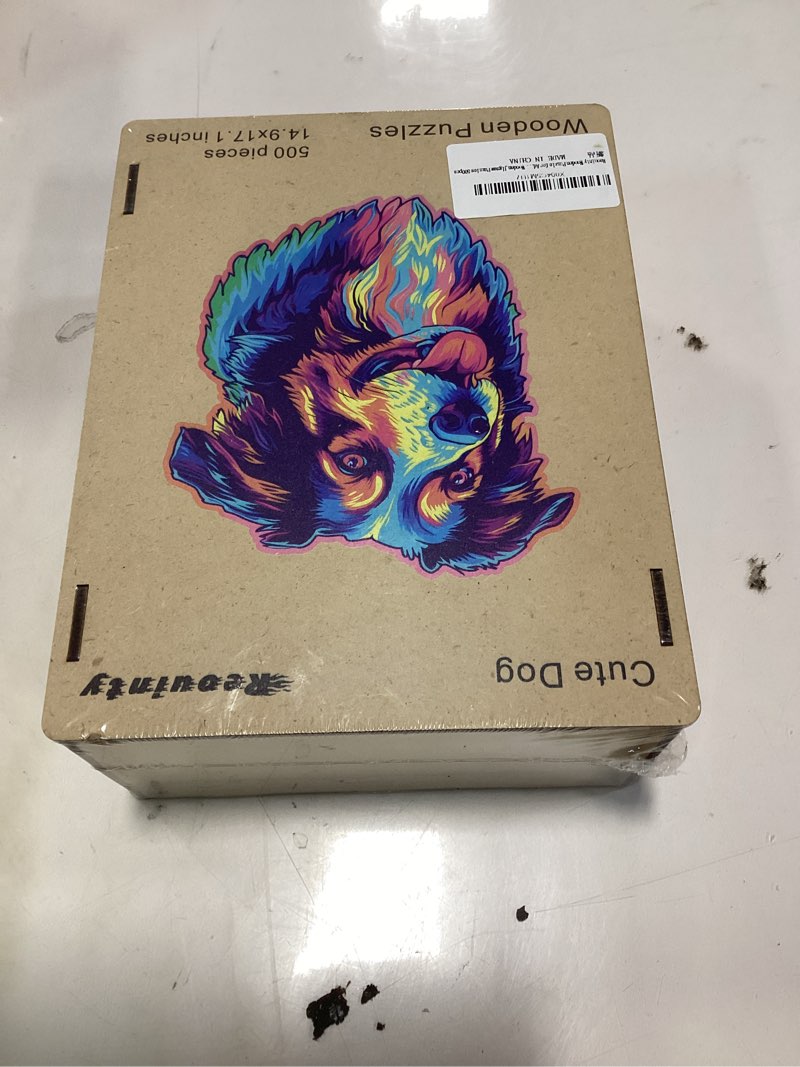 Reouinty
Cute Dog
500 pieces
14.9x17.1 inches
Wooden Puzzles
MADE IN CHINA